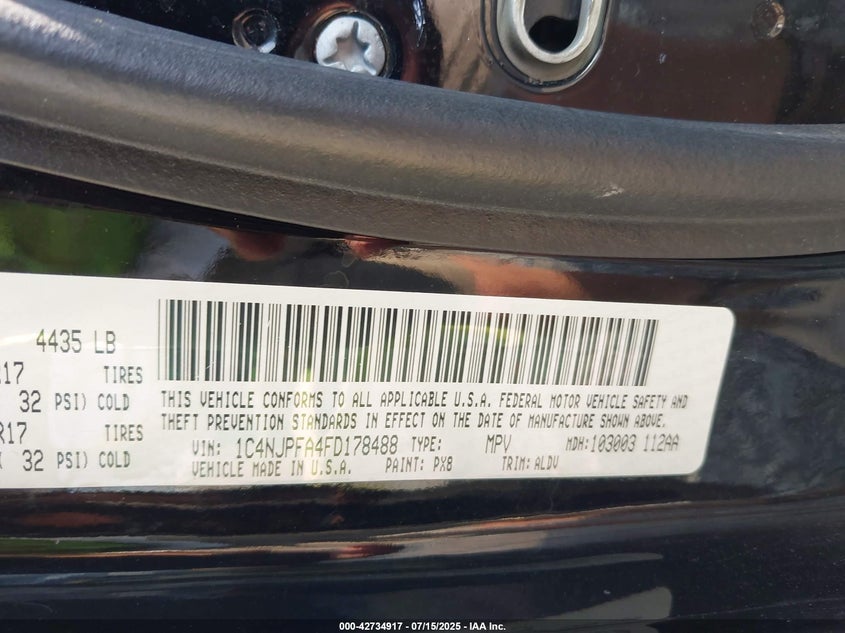 4435 LB
17 TIRES
32 PSI) COLD
R17 TIRES
32 PSI) COLD
THIS VEHICLE CONFORMS TO ALL APPLICABLE U.S.A. FEDERAL MOTOR VEHICLE SAFETY AND
THEFT PREVENTION STANDARDS IN EFFECT ON THE DATE OF MANUFACTURE SHOWN ABOVE.
VIN: 1C4NJPFA4FD178488 TYPE: MPV MDH:103003 112AA
VEHICLE MADE IN U.S.A. PAINT: PX8 TRIM: ALDV
000-42734917 - 07/15/2025 - IAA Inc.